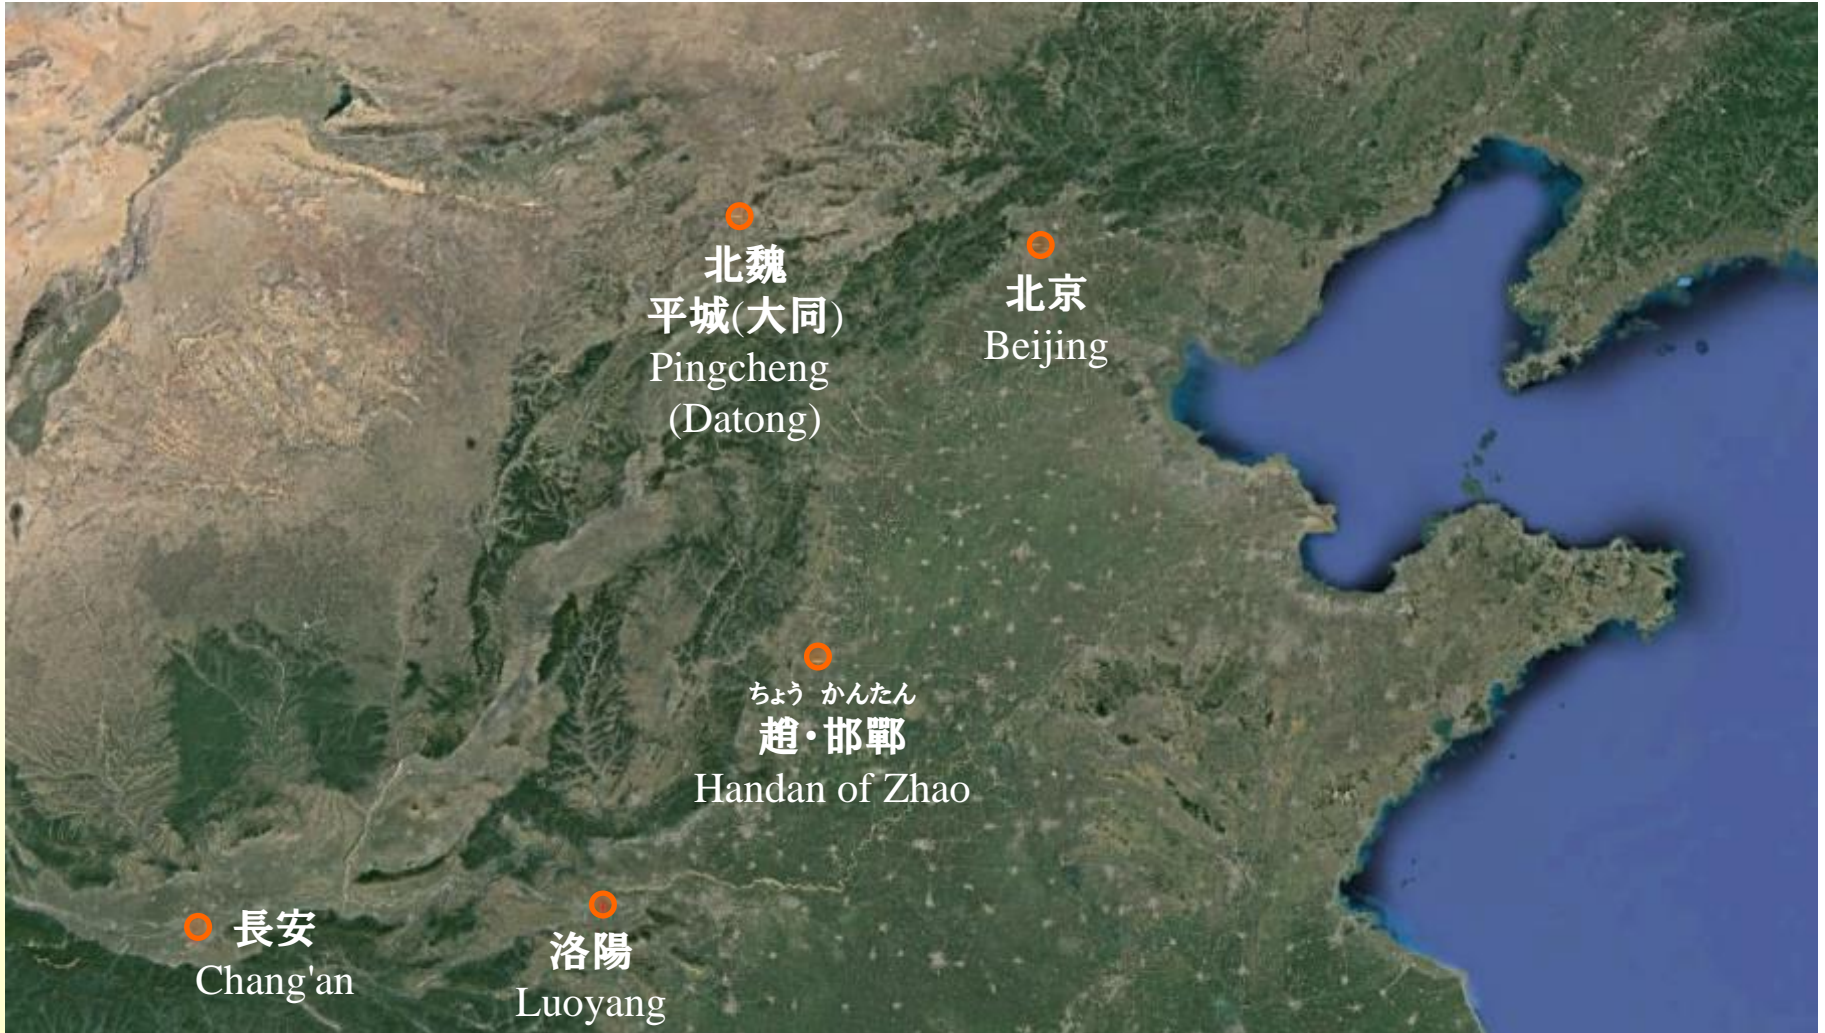 北魏
平城(大同)
Pingcheng
(Datong)
北京
Beijing
ちょう かんたん
趙・邯鄲
Handan of Zhao
長安
Chang'an
洛陽
Luoyang